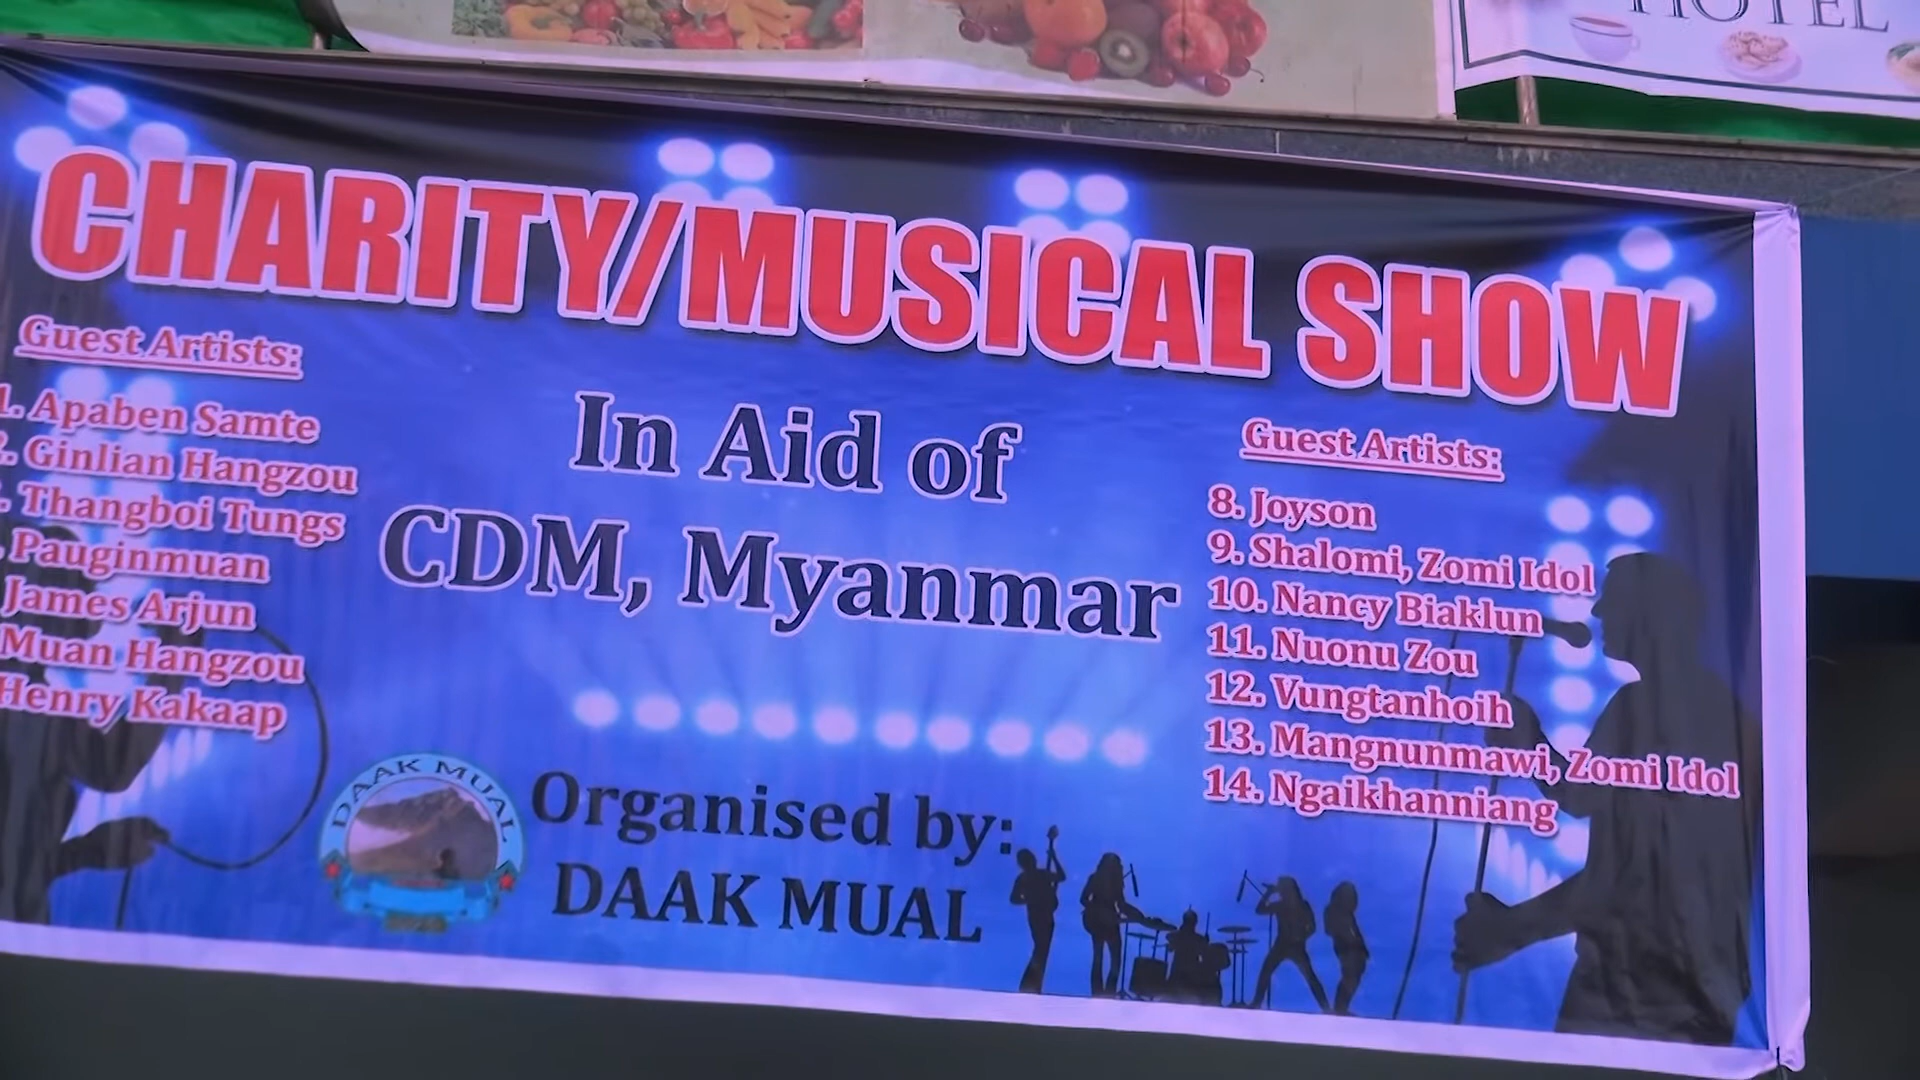 HOTEL
CHARITY/MUSICAL SHOW
Guest Artists:
1. Apaben Samte
2. Ginlian Hangzou
Thangboi Tungs
Pauginmuan
James Arjun
Muan Hangzou
Henry Kakaap
In Aid of
CDM, Myanmar
Guest Artists:
8. Joyson
9. Shalomi, Zomi Idol
10. Nancy Biaklun
11. Nuonu Zou
12. Vungtanhoih
13. Mangnunmawi, Zomi Idol
14. Ngaikhanniang
DAAK MUAL
Organised by:
DAAK MUAL